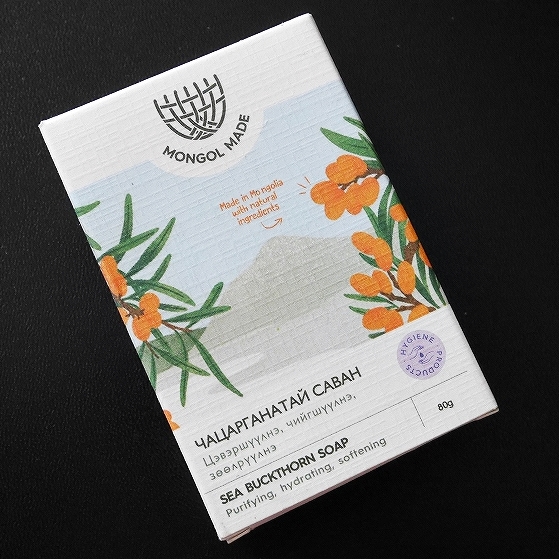 MONGOL MADE
Made in Mongolia
with natural
ingredients
HYGIENE PRODUCTS
ЧАЦАРГАНАТАЙ САВАН
Цэвэршүүлнэ, чийгшүүлнэ,
зөөлрүүлнэ
80g
SEA BUCKTHORN SOAP
Purifying, hydrating, softening